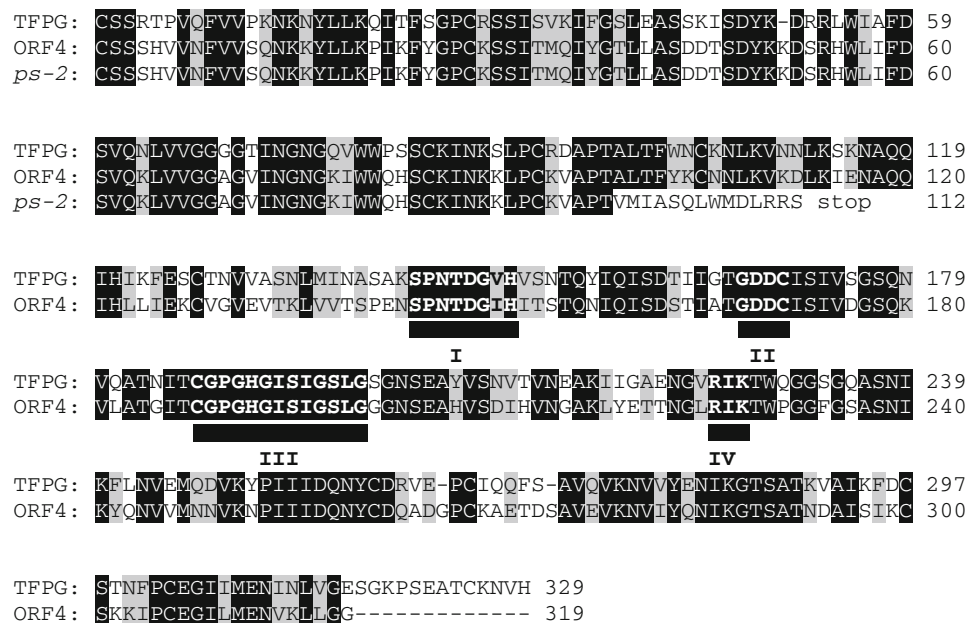 TFPG: CSSRTPVQFVVPKNKNYLLKQITFSGPCRSSISVKIFGSLEASSKISDYK-DRRLWIAFD 59
ORF4: CSSSHVVNFVVSQNKKYLLKPIKFYGPCKSSITMQIYGTLLASDDTSDYKKDSRHWLIFD 60
ps-2: CSSSHVVNFVVSQNKKYLLKPIKFYGPCKSSITMQIYGTLLASDDTSDYKKDSRHWLIFD 60
TFPG: SVQNLVVGGGGTINGNGQVWWPSSCKINKSLPCRDAPTALTFWNCKNLKVNNLKSKNAQQ 119
ORF4: SVQKLVVGGAGVINGNGKIWWQHSCKINKKLPCKVAPTALTFYKCNNLKVKDLKIENAQQ 120
ps-2: SVQKLVVGGAGVINGNGKIWWQHSCKINKKLPCKVAPTVMIASQLWMDLRRS stop 112
TFPG: IHIKFESCTNVVASNLMINASAKSPNTDGVHVSNTQYIQISDTIIGTGDDCISIVSGSQN 179
ORF4: IHLLIEKCVGVEVTKLVVTSPENSPNTDGIHITSTQNIQISDSTIATGDDCISIVDGSQK 180
I II
TFPG: VQATNITCGPGHGISIGSLGSGNSEAYVSNVTVNEAKIIGAENGVRIKTWQGGSGQASNI 239
ORF4: VLATGITCGPGHGISIGSLGGGNSEAHVSDIHVNGAKLYETTNGLRIKTWPGGFGSASNI 240
III IV
TFPG: KFLNVEMQDVKYPIIIDQNYCDRVE-PCIQQFS-AVQVKNVVYENIKGTSATKVAIKFDC 297
ORF4: KYQNVVMNNVKNPIIIDQNYCDQADGPCKAETDSAVEVKNVIYQNIKGTSATNDAISIKC 300
TFPG: STNFPCEGIIMENINLVGESGKPSEATCKNVH 329
ORF4: SKKIPCEGILMENVKLLGG------------- 319